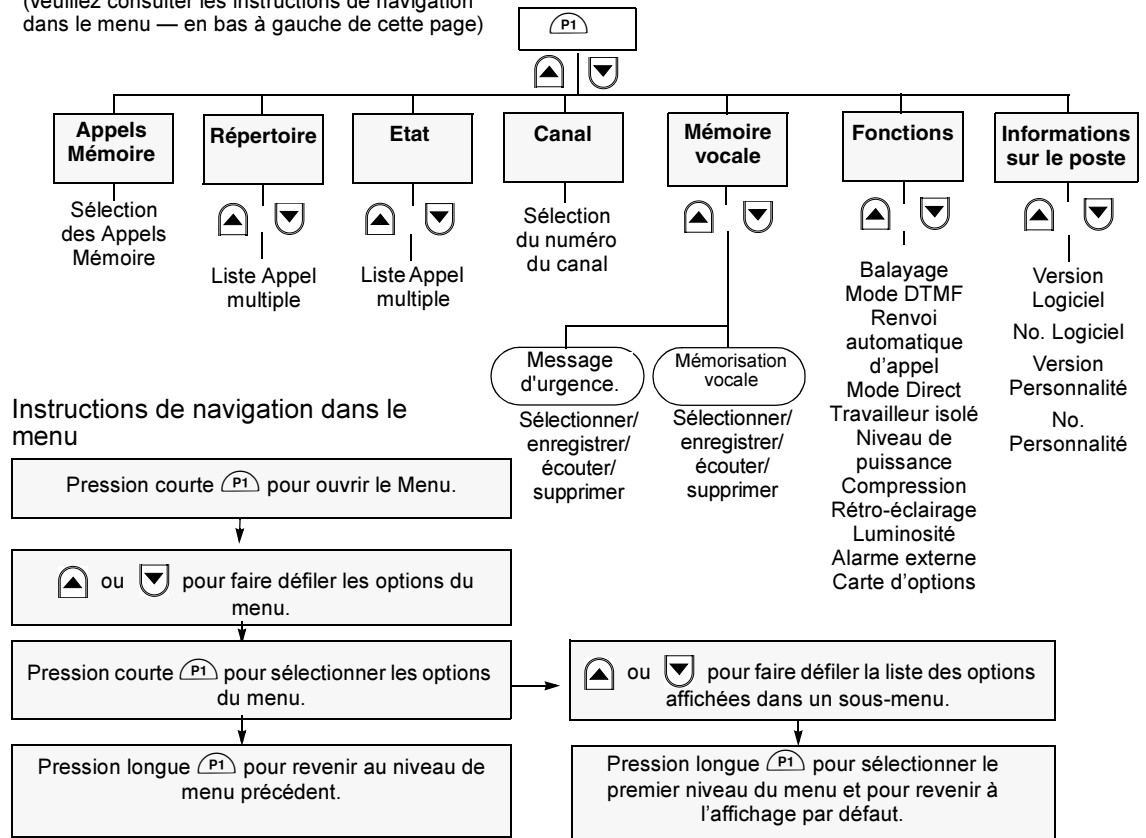 (veuillez consulter les instructions de navigation
dans le menu — en bas à gauche de cette page)
P1
Appels
Mémoire
Sélection
des Appels
Mémoire
Répertoire
Liste Appel
multiple
Etat
Liste Appel
multiple
Canal
Sélection
du numéro
du canal
Mémoire
vocale
Message
d'urgence.
Sélectionner/
enregistrer/
écouter/
supprimer
Mémorisation
vocale
Sélectionner/
enregistrer/
écouter/
supprimer
Fonctions
Balayage
Mode DTMF
Renvoi
automatique
d’appel
Mode Direct
Travailleur isolé
Niveau de
puissance
Compression
Rétro-éclairage
Luminosité
Alarme externe
Carte d’options
Informations
sur le poste
Version
Logiciel
No. Logiciel
Version
Personnalité
No.
Personnalité
Instructions de navigation dans le
menu
Pression courte P1 pour ouvrir le Menu.
ou pour faire défiler les options du
menu.
Pression courte P1 pour sélectionner les options
du menu.
Pression longue P1 pour revenir au niveau de
menu précédent.
ou pour faire défiler la liste des options
affichées dans un sous-menu.
Pression longue P1 pour sélectionner le
premier niveau du menu et pour revenir à
l’affichage par défaut.